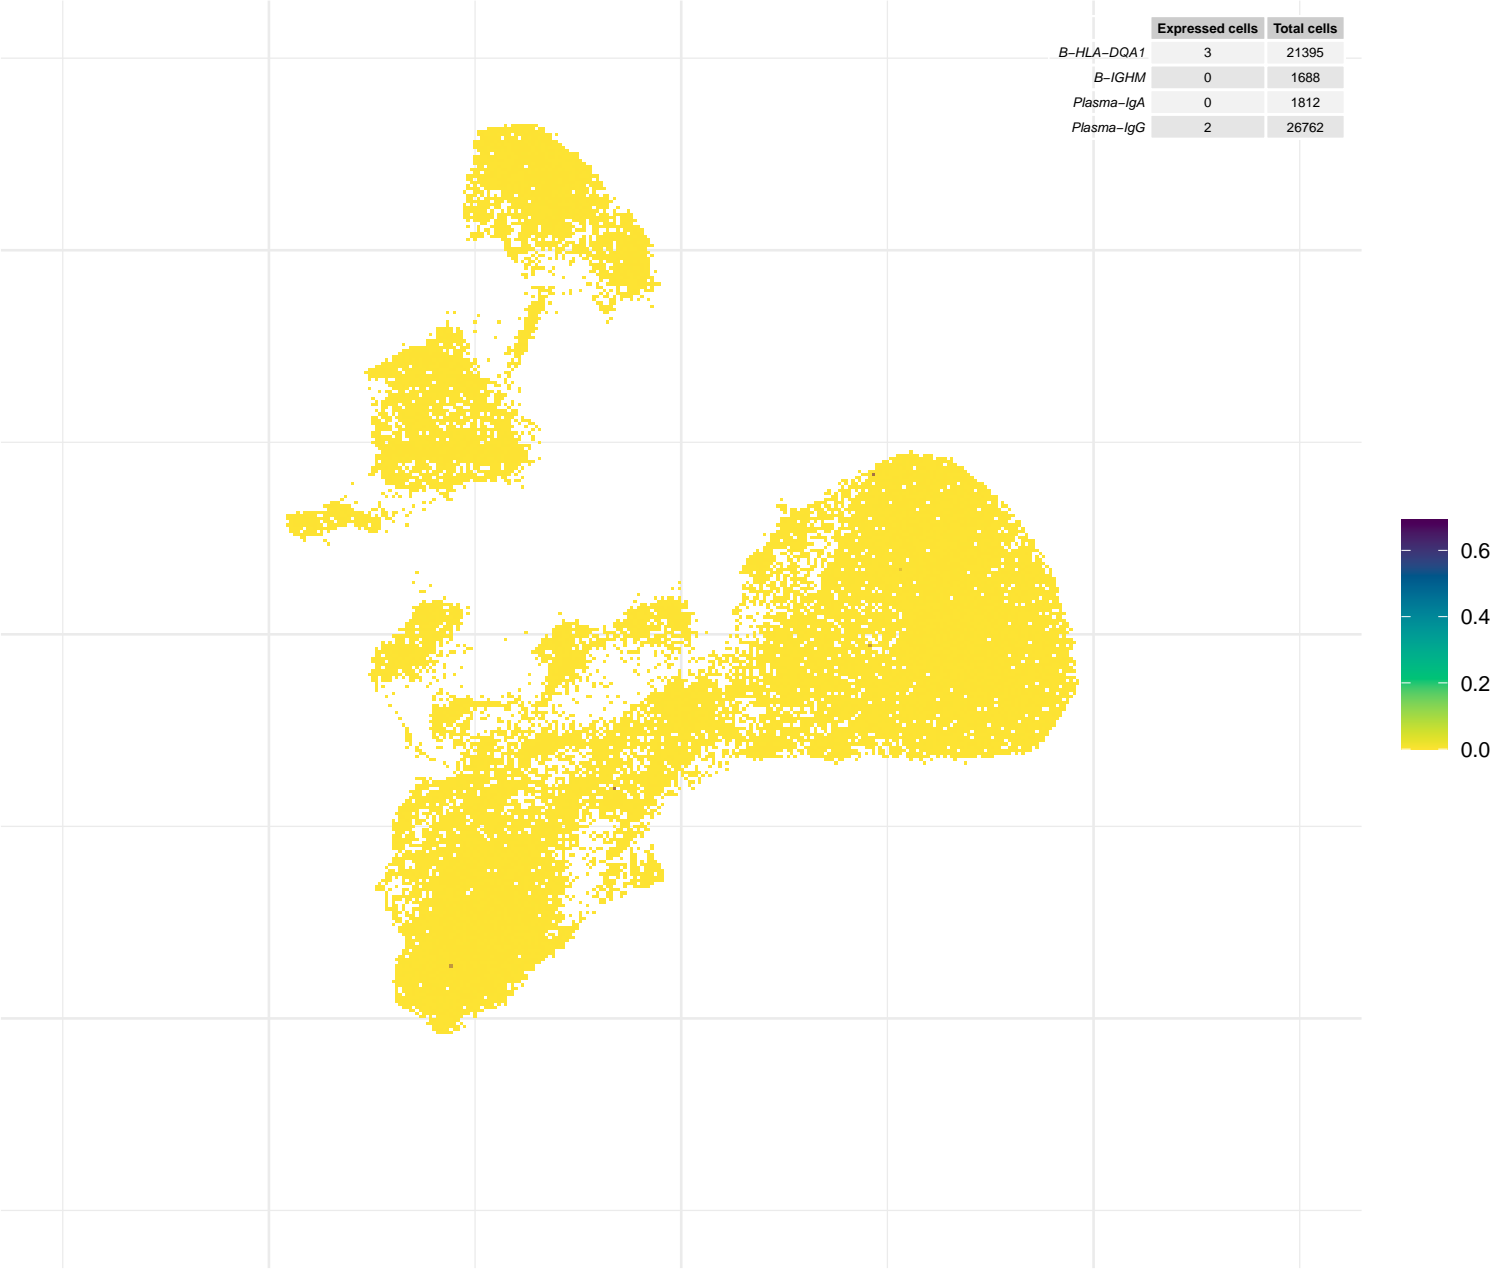 Expressed cells Total cells
B−HLA−DQA1 3 21395
B−IGHM 0 1688
Plasma−IgA 0 1812
Plasma−IgG 2 26762
0.6
0.4
0.2
0.0